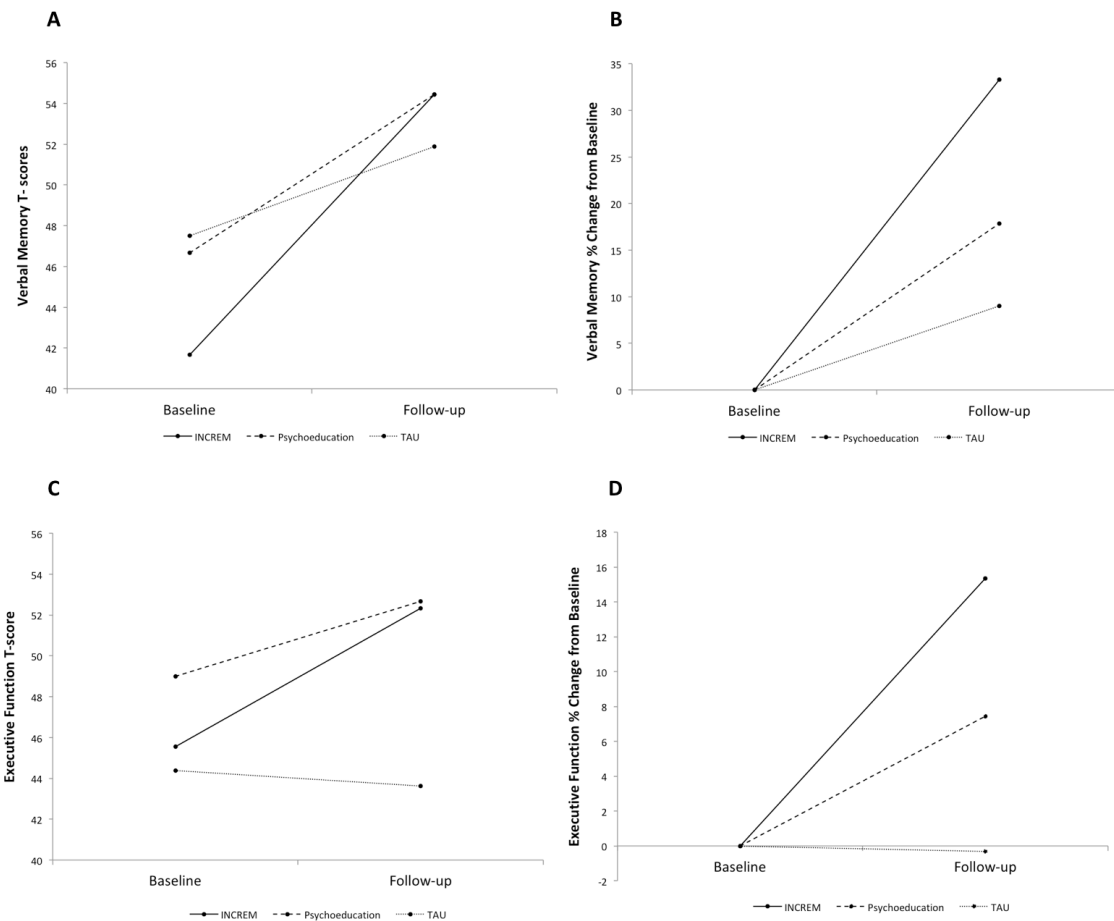 A
Verbal Memory T- scores
56
54
52
50
48
46
44
42
40
Baseline Follow-up
INCREM Psychoeducation TAU
B
Verbal Memory % Change from Baseline
35
30
25
20
15
10
5
0
Baseline Follow-up
INCREM Psychoeducation TAU
C
Executive Function T-score
56
54
52
50
48
46
44
42
40
Baseline Follow-up
INCREM Psychoeducation TAU
D
Executive Function % Change from Baseline
18
16
14
12
10
8
6
4
2
0
-2
Baseline Follow-up
INCREM Psychoeducation TAU